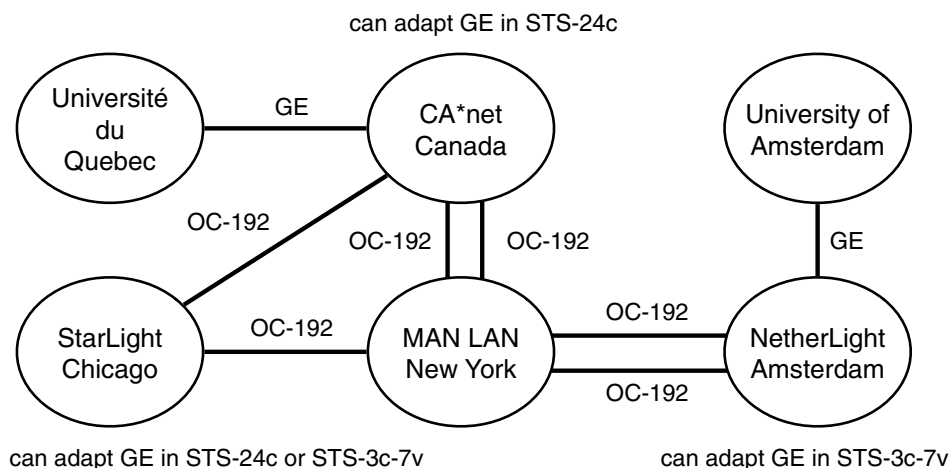 can adapt GE in STS-24c
Université
du
Quebec
GE
CA*net
Canada
University of
Amsterdam
OC-192
OC-192
OC-192
GE
StarLight
Chicago
OC-192
MAN LAN
New York
OC-192
OC-192
NetherLight
Amsterdam
can adapt GE in STS-24c or STS-3c-7v
can adapt GE in STS-3c-7v